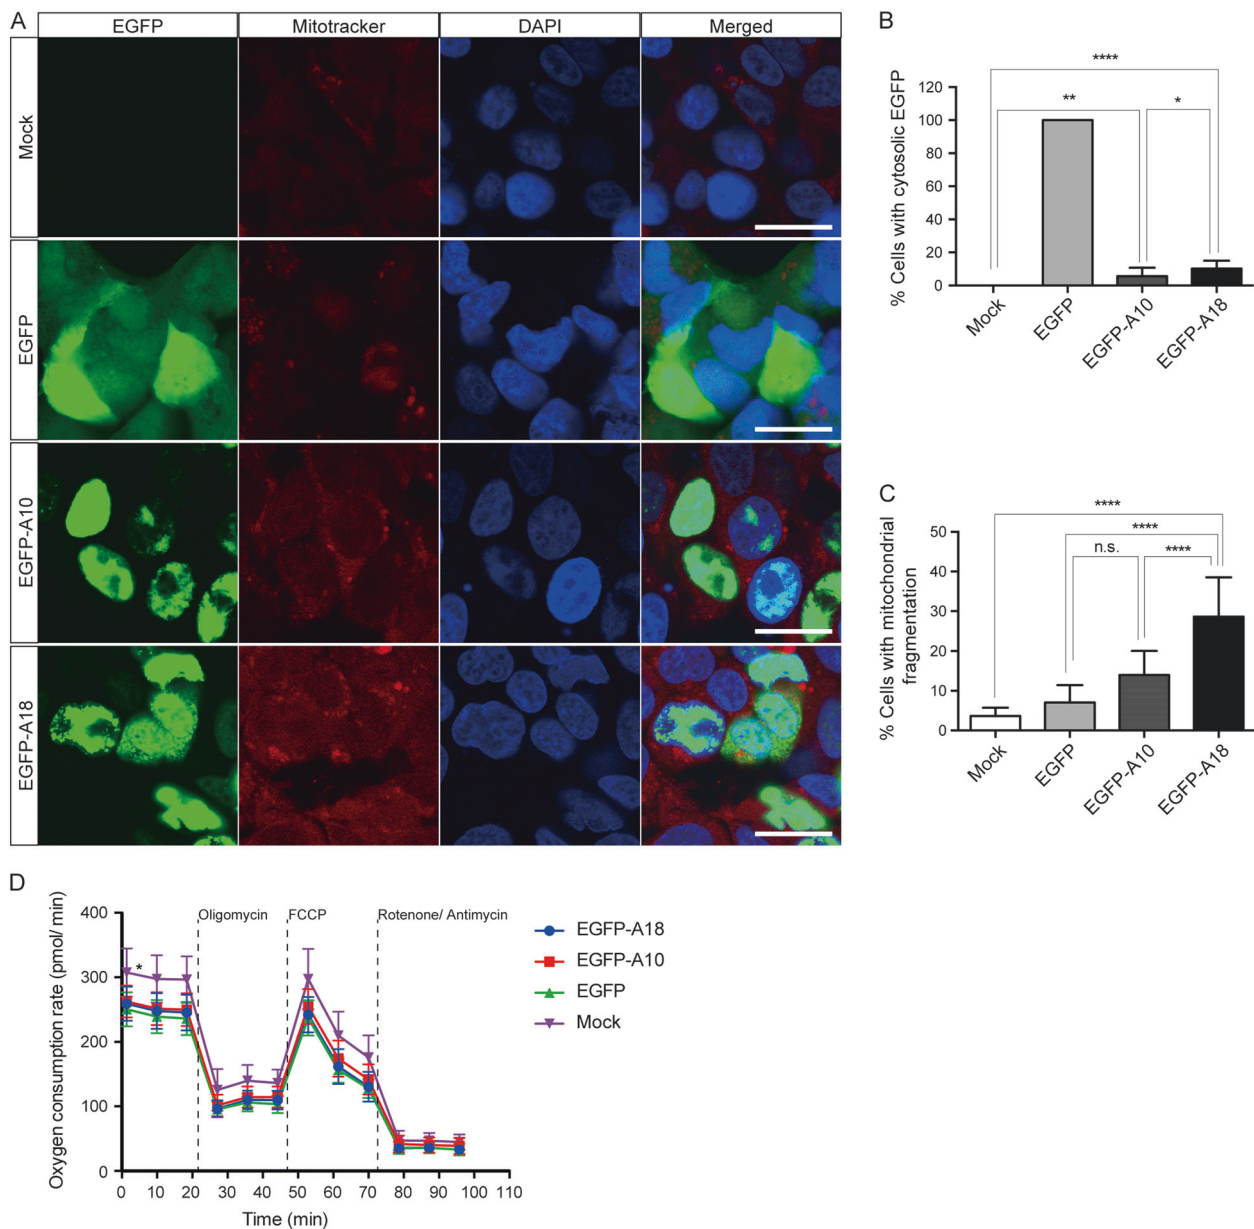 A
EGFP Mitotracker DAPI Merged
Mock
EGFP
EGFP-A10
EGFP-A18
B
% Cells with cytosolic EGFP
120
100
80
60
40
20
0
****
**
*
Mock EGFP EGFP-A10 EGFP-A18
C
% Cells with mitochondrial
fragmentation
50
40
30
20
10
0
****
****
n.s.
****
Mock EGFP EGFP-A10 EGFP-A18
D
Oxygen consumption rate (pmol/ min)
400
300
200
100
0
*
Oligomycin FCCP Rotenone/ Antimycin
0 10 20 30 40 50 60 70 80 90 100 110
Time (min)
EGFP-A18
EGFP-A10
EGFP
Mock